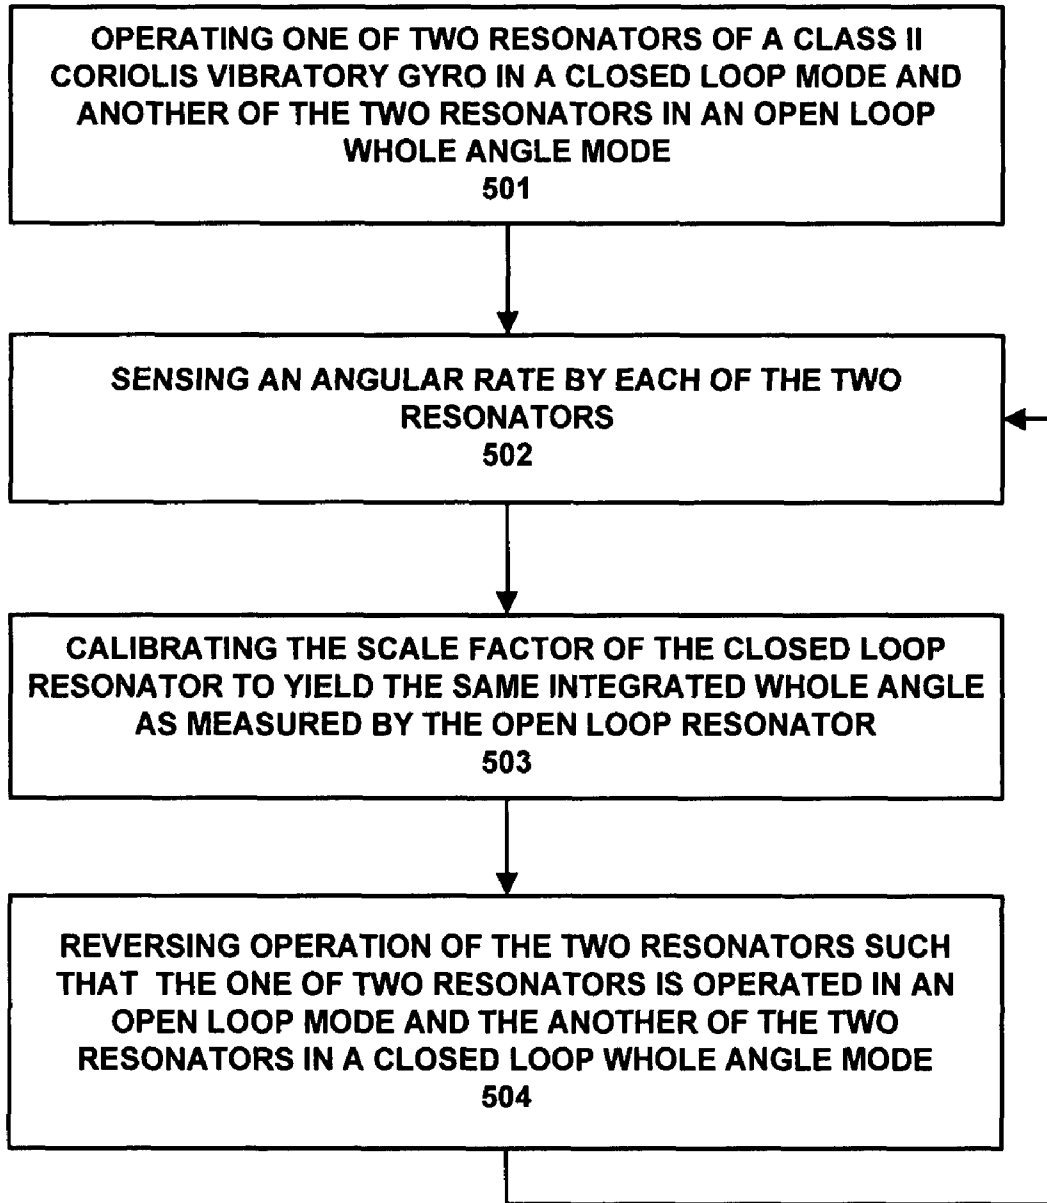 OPERATING ONE OF TWO RESONATORS OF A CLASS II
CORIOLIS VIBRATORY GYRO IN A CLOSED LOOP MODE AND
ANOTHER OF THE TWO RESONATORS IN AN OPEN LOOP
WHOLE ANGLE MODE
501
SENSING AN ANGULAR RATE BY EACH OF THE TWO
RESONATORS
502
CALIBRATING THE SCALE FACTOR OF THE CLOSED LOOP
RESONATOR TO YIELD THE SAME INTEGRATED WHOLE ANGLE
AS MEASURED BY THE OPEN LOOP RESONATOR
503
REVERSING OPERATION OF THE TWO RESONATORS SUCH
THAT THE ONE OF TWO RESONATORS IS OPERATED IN AN
OPEN LOOP MODE AND THE ANOTHER OF THE TWO
RESONATORS IN A CLOSED LOOP WHOLE ANGLE MODE
504